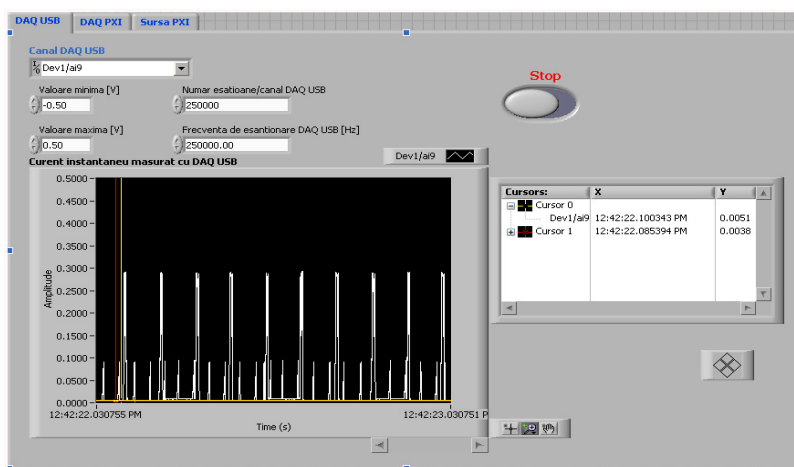 DAQ USB DAQ PXI Sursa PXI
Canal DAQ USB
Dev1/ai9
Valoare minima [V] Numar esatioane/canal DAQ USB
-0.50 250000
Valoare maxima [V] Frecventa de esantionare DAQ USB [Hz]
0.50 250000.00
Stop
Curent instantaneu masurat cu DAQ USB Dev1/ai9
0.5000
0.4500
0.4000
0.3500
0.3000
0.2500
0.2000
0.1500
0.1000
0.0500
0.0000
Amplitude
12:42:22.030755 PM 12:42:23.030751 P
Time (s)
Cursors: X Y
Cursor 0
Dev1/ai9 12:42:22.100343 PM 0.0051
Cursor 1 12:42:22.085394 PM 0.0038